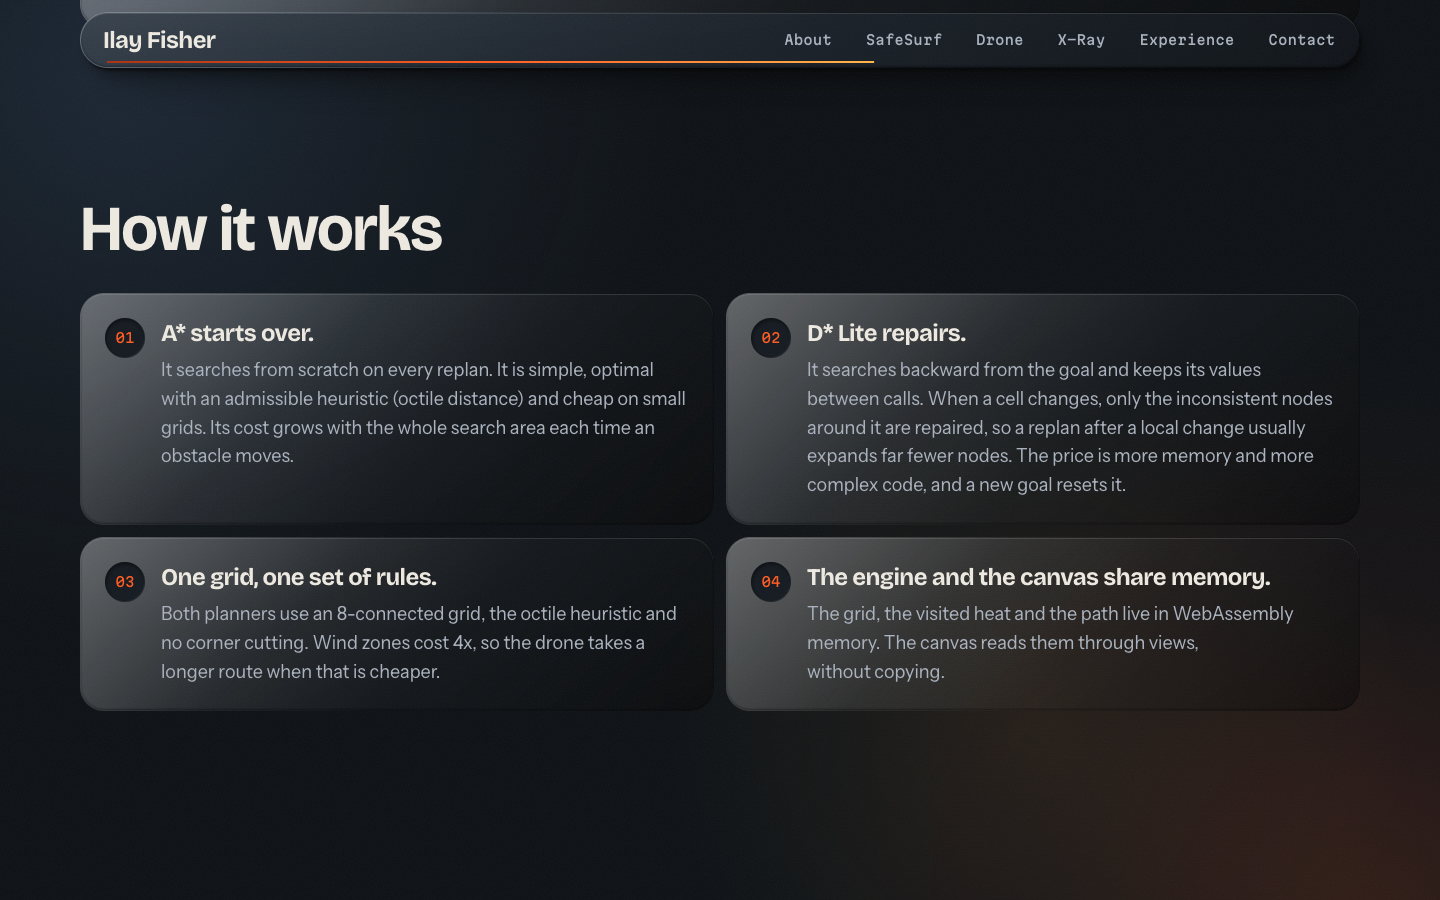 Ilay Fisher
About SafeSurf Drone X-Ray Experience Contact
How it works
01
A* starts over.
It searches from scratch on every replan. It is simple, optimal
with an admissible heuristic (octile distance) and cheap on small
grids. Its cost grows with the whole search area each time an
obstacle moves.
02
D* Lite repairs.
It searches backward from the goal and keeps its values
between calls. When a cell changes, only the inconsistent nodes
around it are repaired, so a replan after a local change usually
expands far fewer nodes. The price is more memory and more
complex code, and a new goal resets it.
03
One grid, one set of rules.
Both planners use an 8-connected grid, the octile heuristic and
no corner cutting. Wind zones cost 4x, so the drone takes a
longer route when that is cheaper.
04
The engine and the canvas share memory.
The grid, the visited heat and the path live in WebAssembly
memory. The canvas reads them through views,
without copying.